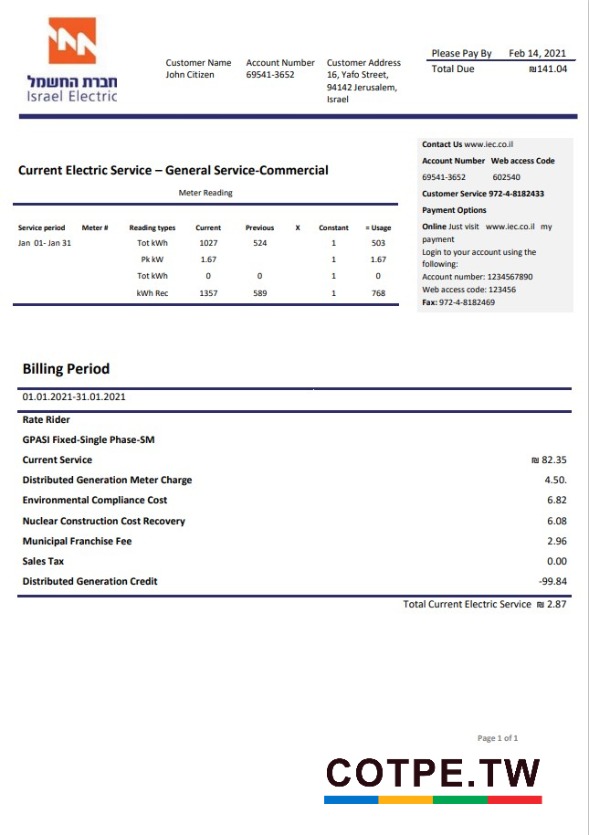 חברת החשמל
Israel Electric
Customer Name Account Number Customer Address
John Citizen 69541-3652 16, Yafo Street,
94142 Jerusalem,
Israel
Please Pay By Feb 14, 2021
Total Due ₪141.04
Contact Us www.iec.co.il
Account Number Web access Code
69541-3652 602540
Customer Service 972-4-8182433
Payment Options
Online Just visit www.iec.co.il my
payment
Login to your account using the
following:
Account number: 1234567890
Web access code: 123456
Fax: 972-4-8182469
Current Electric Service – General Service-Commercial
Meter Reading
Service period Meter # Reading types Current Previous X Constant = Usage
Jan 01- Jan 31 Tot kWh 1027 524 1 503
Pk kW 1.67 1 1.67
Tot kWh 0 0 1 0
kWh Rec 1357 589 1 768
Billing Period
01.01.2021-31.01.2021
Rate Rider
GPASI Fixed-Single Phase-SM
Current Service ₪ 82.35
Distributed Generation Meter Charge 4.50.
Environmental Compliance Cost 6.82
Nuclear Construction Cost Recovery 6.08
Municipal Franchise Fee 2.96
Sales Tax 0.00
Distributed Generation Credit -99.84
Total Current Electric Service ₪ 2.87
Page 1 of 1
COTPE.TW